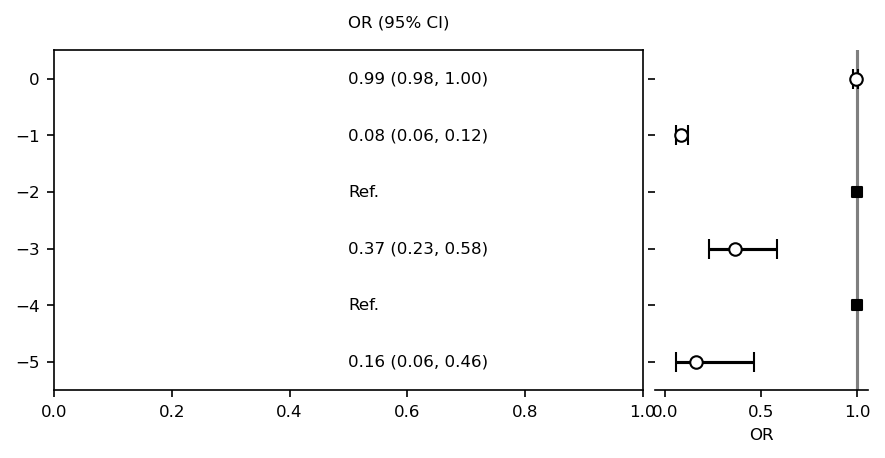 OR (95% CI)
0 0.99 (0.98, 1.00)
−1 0.08 (0.06, 0.12)
−2 Ref.
−3 0.37 (0.23, 0.58)
−4 Ref.
−5 0.16 (0.06, 0.46)
0.0 0.2 0.4 0.6 0.8 1.0 0.0 0.5 1.0
OR